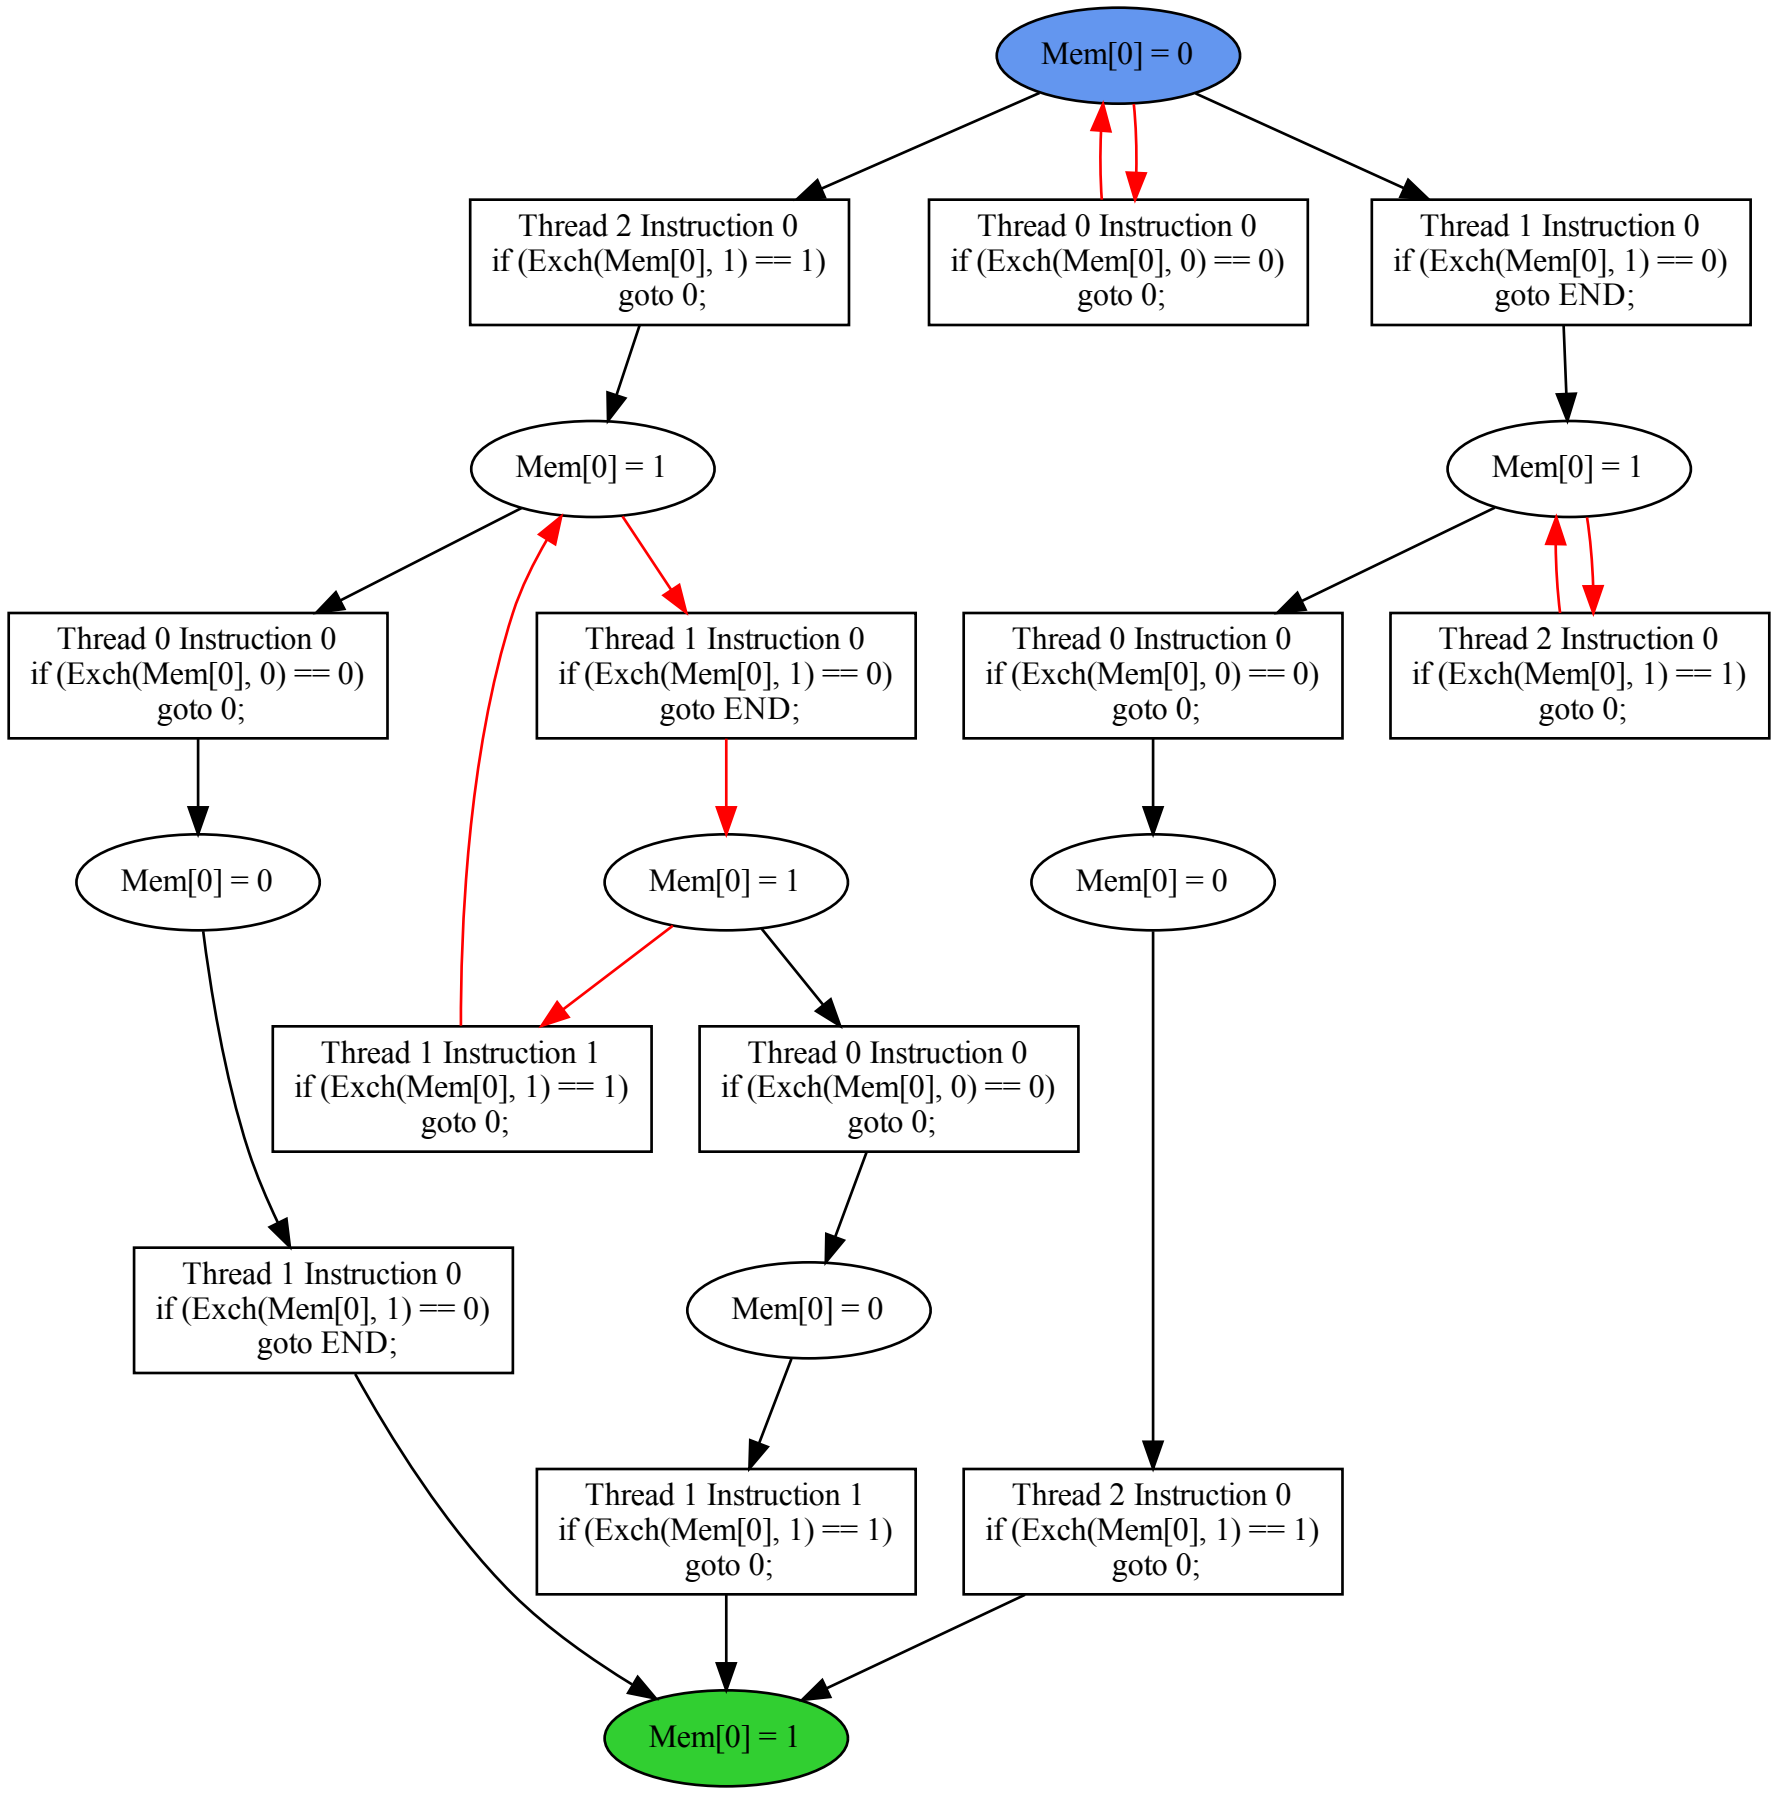 Mem[0] = 0
Thread 2 Instruction 0
if (Exch(Mem[0], 1) == 1)
goto 0;
Thread 0 Instruction 0
if (Exch(Mem[0], 0) == 0)
goto 0;
Thread 1 Instruction 0
if (Exch(Mem[0], 1) == 0)
goto END;
Mem[0] = 1
Mem[0] = 1
Thread 0 Instruction 0
if (Exch(Mem[0], 0) == 0)
goto 0;
Thread 1 Instruction 0
if (Exch(Mem[0], 1) == 0)
goto END;
Thread 0 Instruction 0
if (Exch(Mem[0], 0) == 0)
goto 0;
Thread 2 Instruction 0
if (Exch(Mem[0], 1) == 1)
goto 0;
Mem[0] = 0
Mem[0] = 1
Mem[0] = 0
Thread 1 Instruction 1
if (Exch(Mem[0], 1) == 1)
goto 0;
Thread 0 Instruction 0
if (Exch(Mem[0], 0) == 0)
goto 0;
Thread 1 Instruction 0
if (Exch(Mem[0], 1) == 0)
goto END;
Mem[0] = 0
Thread 1 Instruction 1
if (Exch(Mem[0], 1) == 1)
goto 0;
Thread 2 Instruction 0
if (Exch(Mem[0], 1) == 1)
goto 0;
Mem[0] = 1